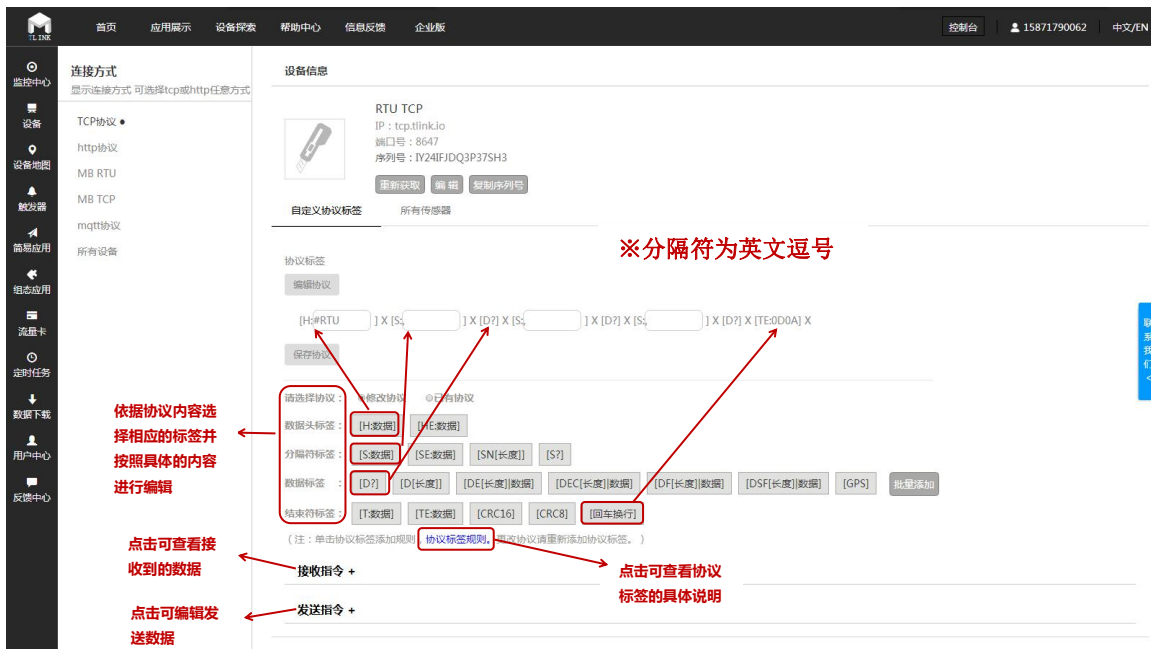 TLINK
首页 应用展示 设备探索 帮助中心 信息反馈 企业版
控制台 15871790062 中文/EN
监控中心
设备
设备地图
触发器
简易应用
组态应用
流量卡
定时任务
数据下载
用户中心
反馈中心
连接方式
显示连接方式 可选择tcp或http任意方式
TCP协议 ●
http协议
MB RTU
MB TCP
mqtt协议
所有设备
设备信息
RTU TCP
IP : tcp.tlink.io
端口号 : 8647
序列号 : IY24IFJDQ3P37SH3
重新获取 编 辑 复制序列号
自定义协议标签 所有传感器
※分隔符为英文逗号
协议标签
编辑协议
[H:#RTU ] X [S:, ] X [D?] X [S:, ] X [D?] X [S:, ] X [D?] X [TE:0D0A] X
保存协议
请选择协议 : 修改协议 已有协议
数据头标签 : [H:数据] [HE:数据]
分隔符标签 : [S:数据] [SE:数据] [SN[长度]] [S?]
数据标签 : [D?] [D[长度]] [DE[长度]|数据] [DEC[长度]|数据] [DF[长度]|数据] [DSF[长度]|数据] [GPS] 批量添加
结束符标签 : [T:数据] [TE:数据] [CRC16] [CRC8] [回车换行]
( 注 : 单击协议标签添加规则 协议标签规则。更改协议请重新添加协议标签。 )
接收指令 +
发送指令 +
依据协议内容选
择相应的标签并
按照具体的内容
进行编辑
点击可查看接
收到的数据
点击可编辑发
送数据
点击可查看协议
标签的具体说明
联
系
我
们
<